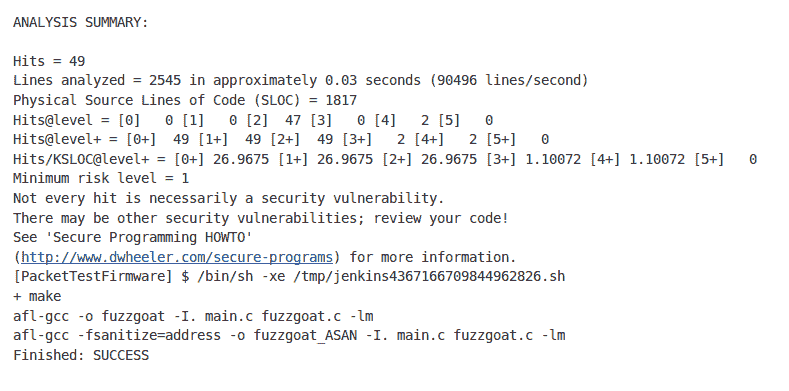 ANALYSIS SUMMARY:

Hits = 49
Lines analyzed = 2545 in approximately 0.03 seconds (90496 lines/second)
Physical Source Lines of Code (SLOC) = 1817
Hits@level = [0]   0 [1]   0 [2]  47 [3]   0 [4]   2 [5]   0
Hits@level+ = [0+]  49 [1+]  49 [2+]  49 [3+]   2 [4+]   2 [5+]   0
Hits/KSLOC@level+ = [0+] 26.9675 [1+] 26.9675 [2+] 26.9675 [3+] 1.10072 [4+] 1.10072 [5+]   0
Minimum risk level = 1
Not every hit is necessarily a security vulnerability.
There may be other security vulnerabilities; review your code!
See 'Secure Programming HOWTO'
(http://www.dwheeler.com/secure-programs) for more information.
[PacketTestFirmware] $ /bin/sh -xe /tmp/jenkins4367166709844962826.sh
+ make
afl-gcc -o fuzzgoat -I. main.c fuzzgoat.c -lm
afl-gcc -fsanitize=address -o fuzzgoat_ASAN -I. main.c fuzzgoat.c -lm
Finished: SUCCESS